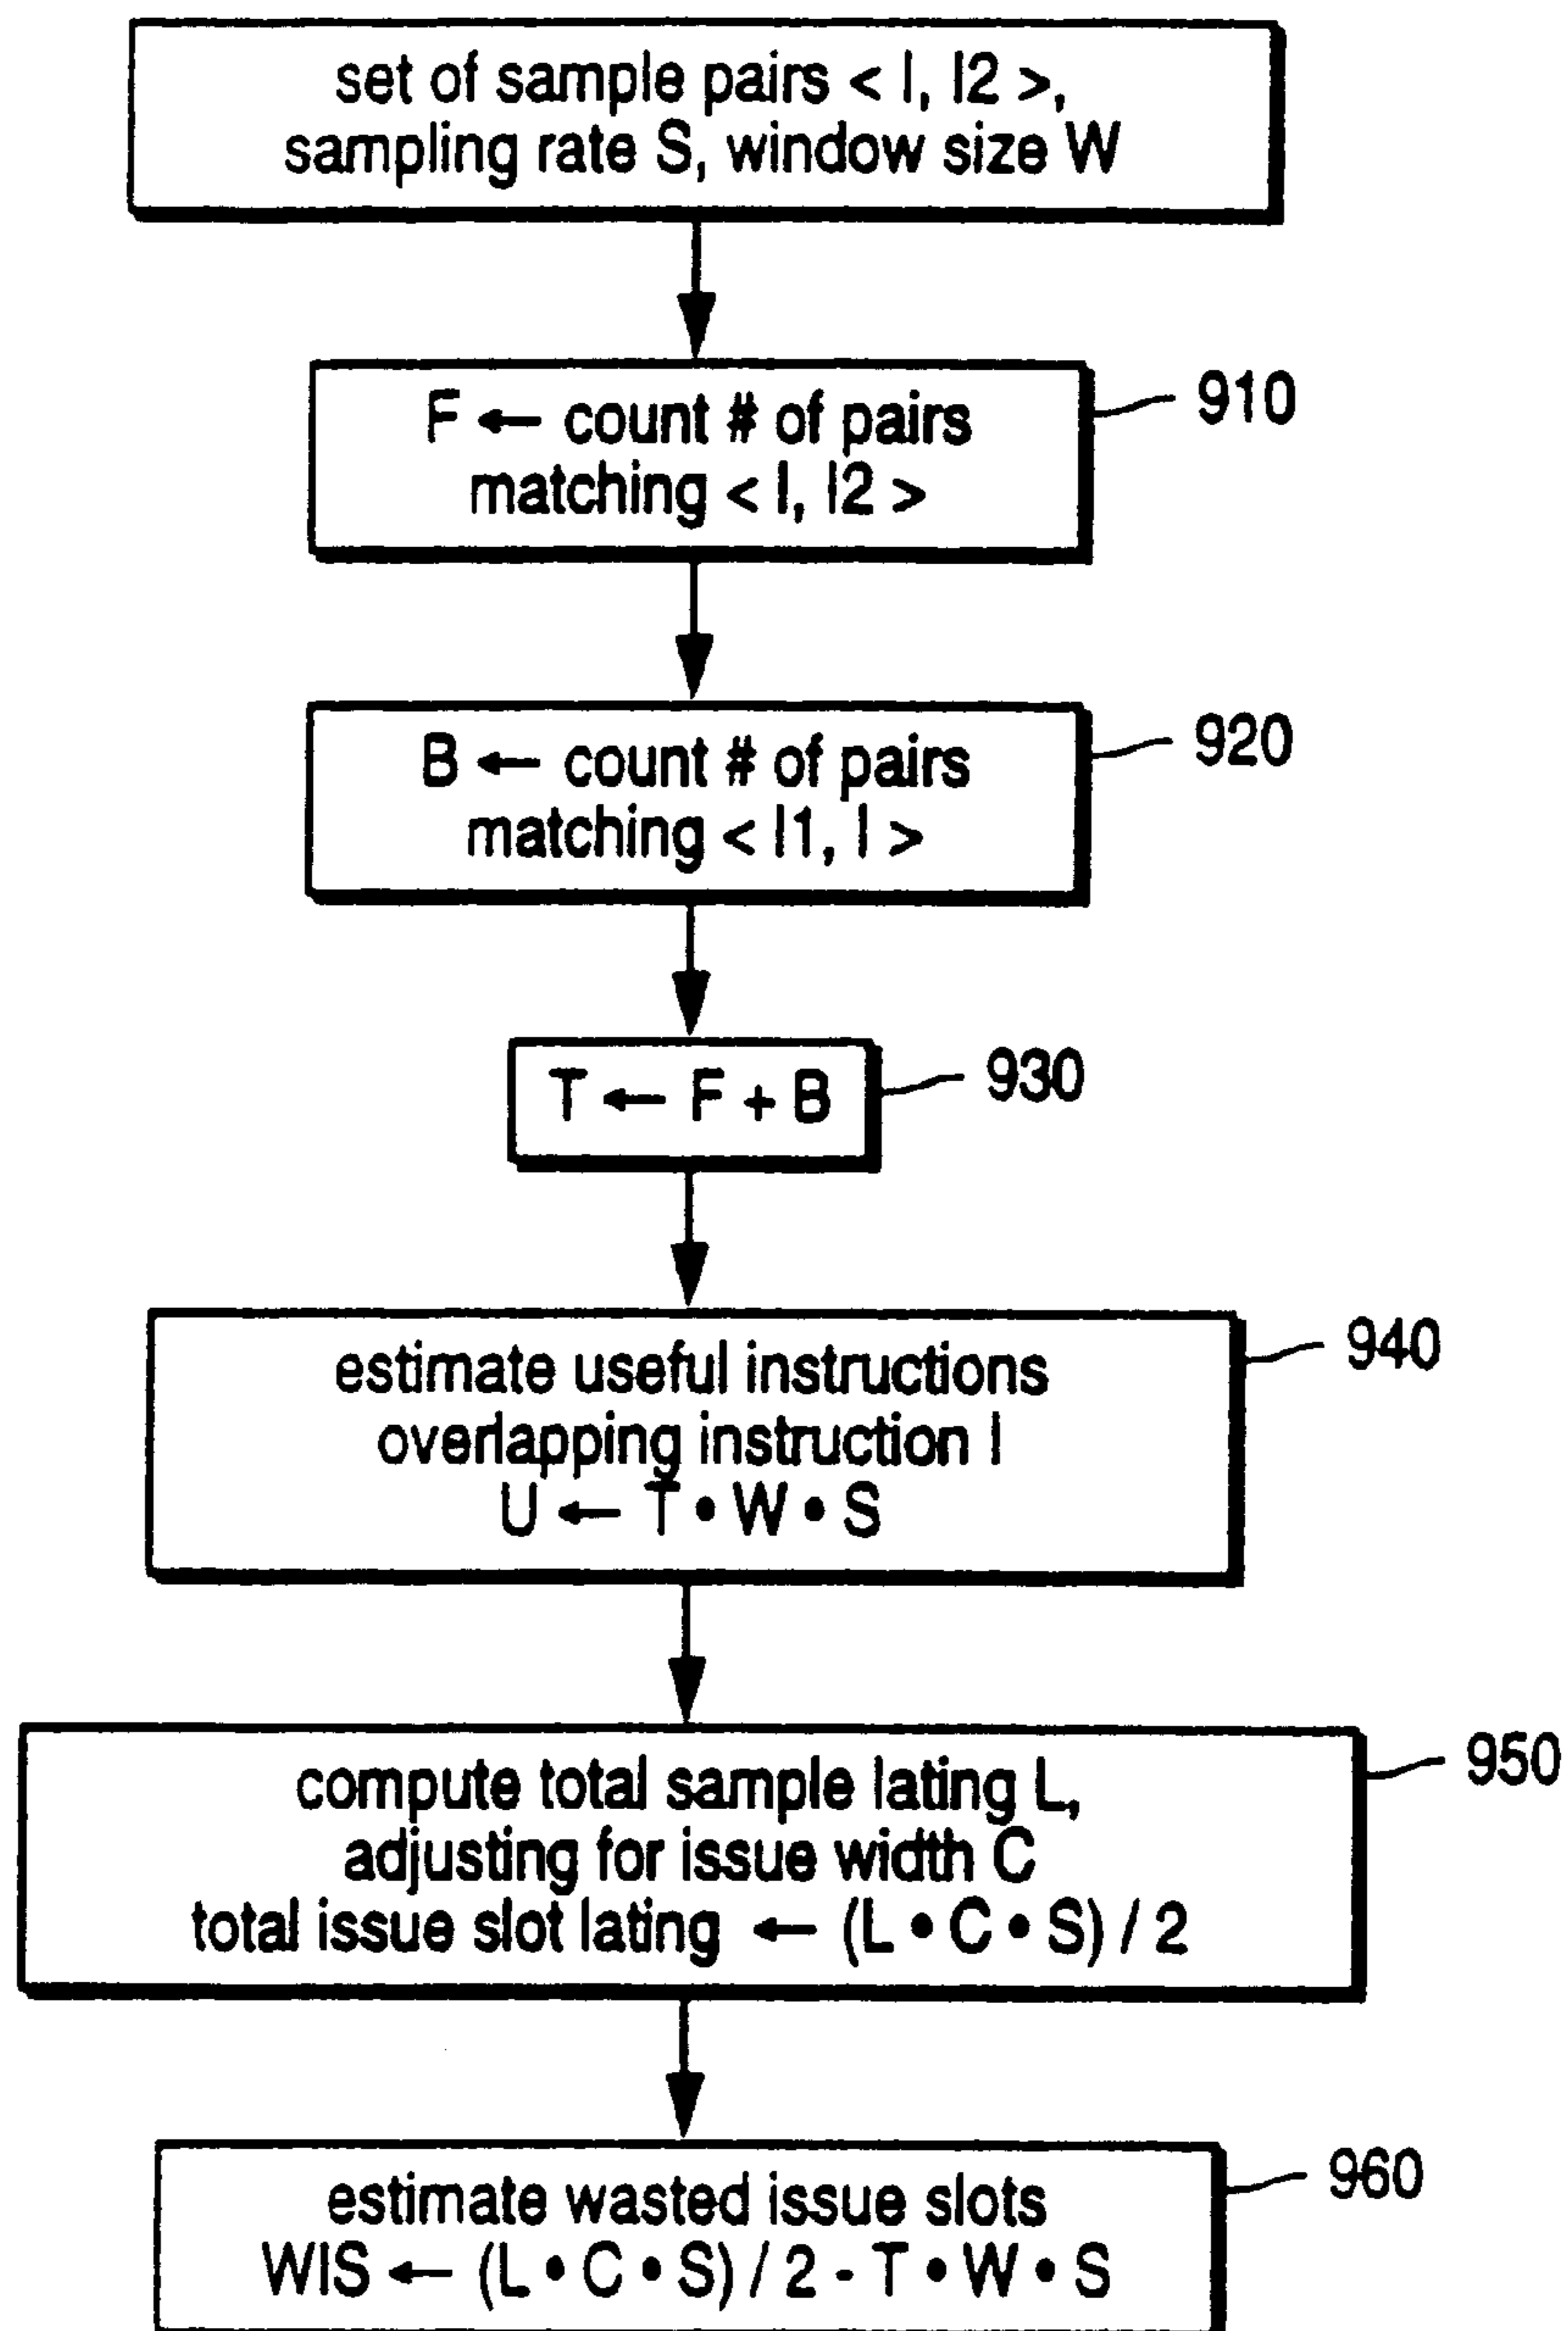 set of sample pairs < I, I2 >,
sampling rate S, window size W
F ← count # of pairs
matching < I, I2 >
910
B ← count # of pairs
matching < I1, I >
920
T ← F + B
930
estimate useful instructions
overlapping instruction I
U ← T • W • S
940
compute total sample lating L,
adjusting for issue width C
total issue slot lating ← (L • C • S) / 2
950
estimate wasted issue slots
WIS ← (L • C • S) / 2 - T • W • S
960